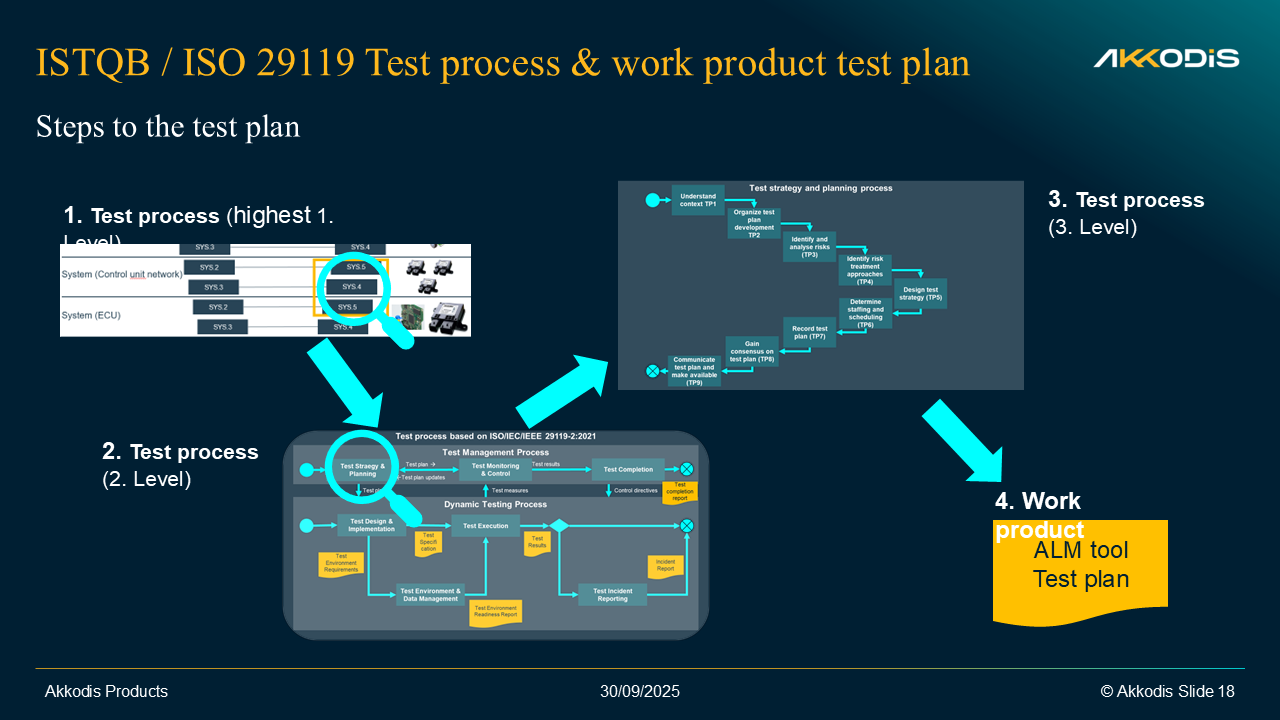 ISTQB / ISO 29119 Test process & work product test plan
AKKODIS
Steps to the test plan
1. Test process (highest 1.
Level)
SYS.3
SYS.4
System (Control unit network)
SYS.2
SYS.5
SYS.3
SYS.4
System (ECU)
SYS.2
SYS.5
SYS.3
SYS.4
2. Test process
(2. Level)
Test process based on ISO/IEC/IEEE 29119-2:2021
Test Management Process
Test Straegy &
Planning
Test plan →
Test plan updates
Test Monitoring
& Control
Test results
Test Completion
Test
completion
report
Test measures
Control directives
Dynamic Testing Process
Test Design &
Implementation
Test
Specifi
cation
Test Execution
Test
Results
Test
Environment
Requirements
Incident
Report
Test Environment &
Data Management
Test Incident
Reporting
Test Environment
Readiness Report
Test strategy and planning process
Understand
context TP1
Organize test
plan
development
TP2
Identify and
analyse risks
(TP3)
Identify risk
treatment
approaches
(TP4)
Design test
strategy (TP5)
Determine
staffing and
scheduling
(TP6)
Record test
plan (TP7)
Gain
consensus on
test plan (TP8)
Communicate
test plan and
make available
(TP9)
3. Test process
(3. Level)
4. Work
product
ALM tool
Test plan
Akkodis Products
30/09/2025
© Akkodis Slide 18